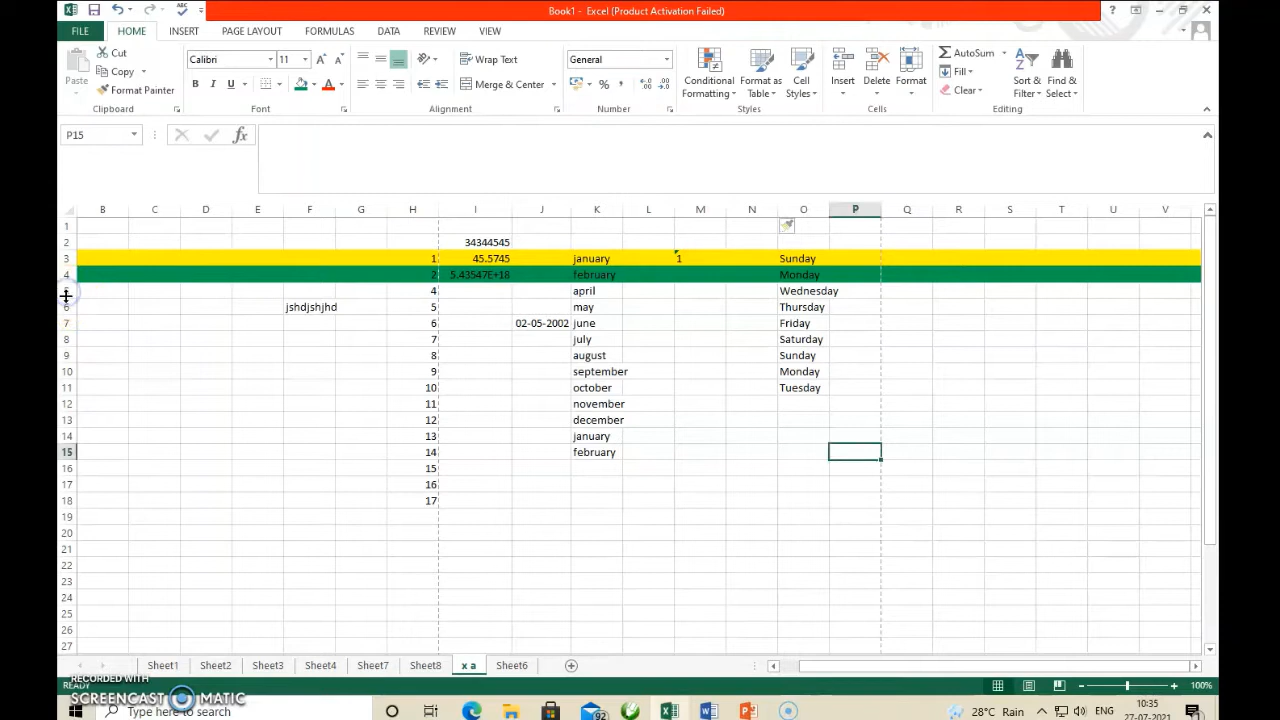 Book1 - Excel (Product Activation Failed)
FILE HOME INSERT PAGE LAYOUT FORMULAS DATA REVIEW VIEW
Paste Cut Copy Format Painter Clipboard
Calibri 11 B I U A Font
Wrap Text Merge & Center Alignment
General % , Number
Conditional Formatting Format as Table Cell Styles Styles
Insert Delete Format Cells
AutoSum Fill Clear Sort & Filter Find & Select Editing
P15 fx
B C D E F G H I J K L M N O P Q R S T U V
1
2 34344545
3 1 45.5745 january 1 Sunday
4 2 5.43547E+18 february Monday
5 4 april Wednesday
6 jshdjshjhd 5 may Thursday
7 6 02-05-2002 june Friday
8 7 july Saturday
9 8 august Sunday
10 9 september Monday
11 10 october Tuesday
12 11 november
13 12 december
14 13 january
15 14 february
16 15
17 16
18 17
19
20
21
22
23
24
25
26
27
Sheet1 Sheet2 Sheet3 Sheet4 Sheet7 Sheet8 x a Sheet6
READY 100%
RECORDED WITH
SCREENCAST MATIC
Type here to search 92 28°C Rain ENG 10:35
27-07-2021